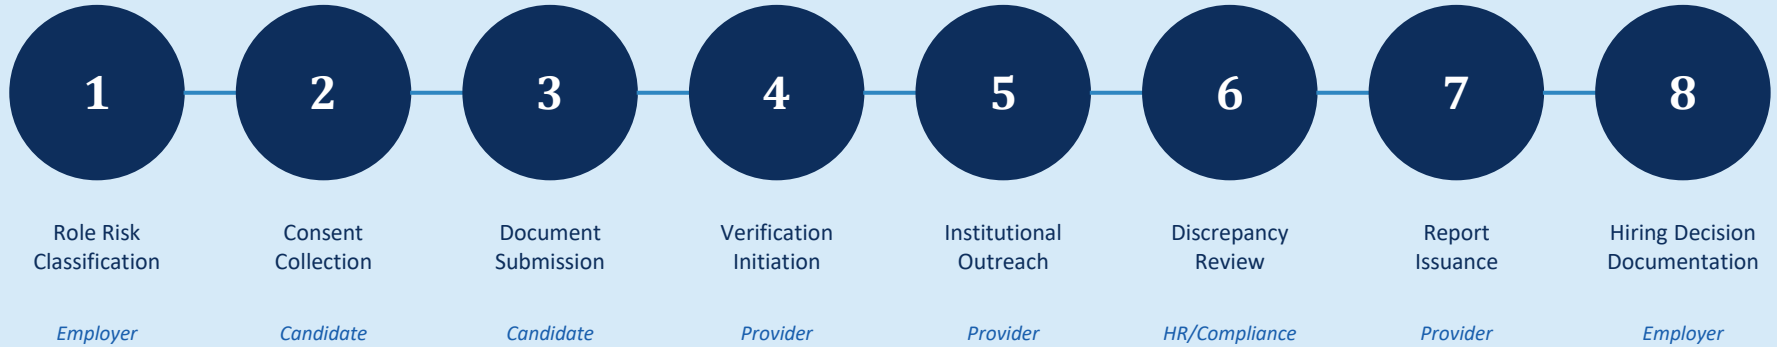 1 2 3 4 5 6 7 8
Role Risk Consent Document Verification Institutional Discrepancy Report Hiring Decision
Classification Collection Submission Initiation Outreach Review Issuance Documentation
Employer Candidate Candidate Provider Provider HR/Compliance Provider Employer